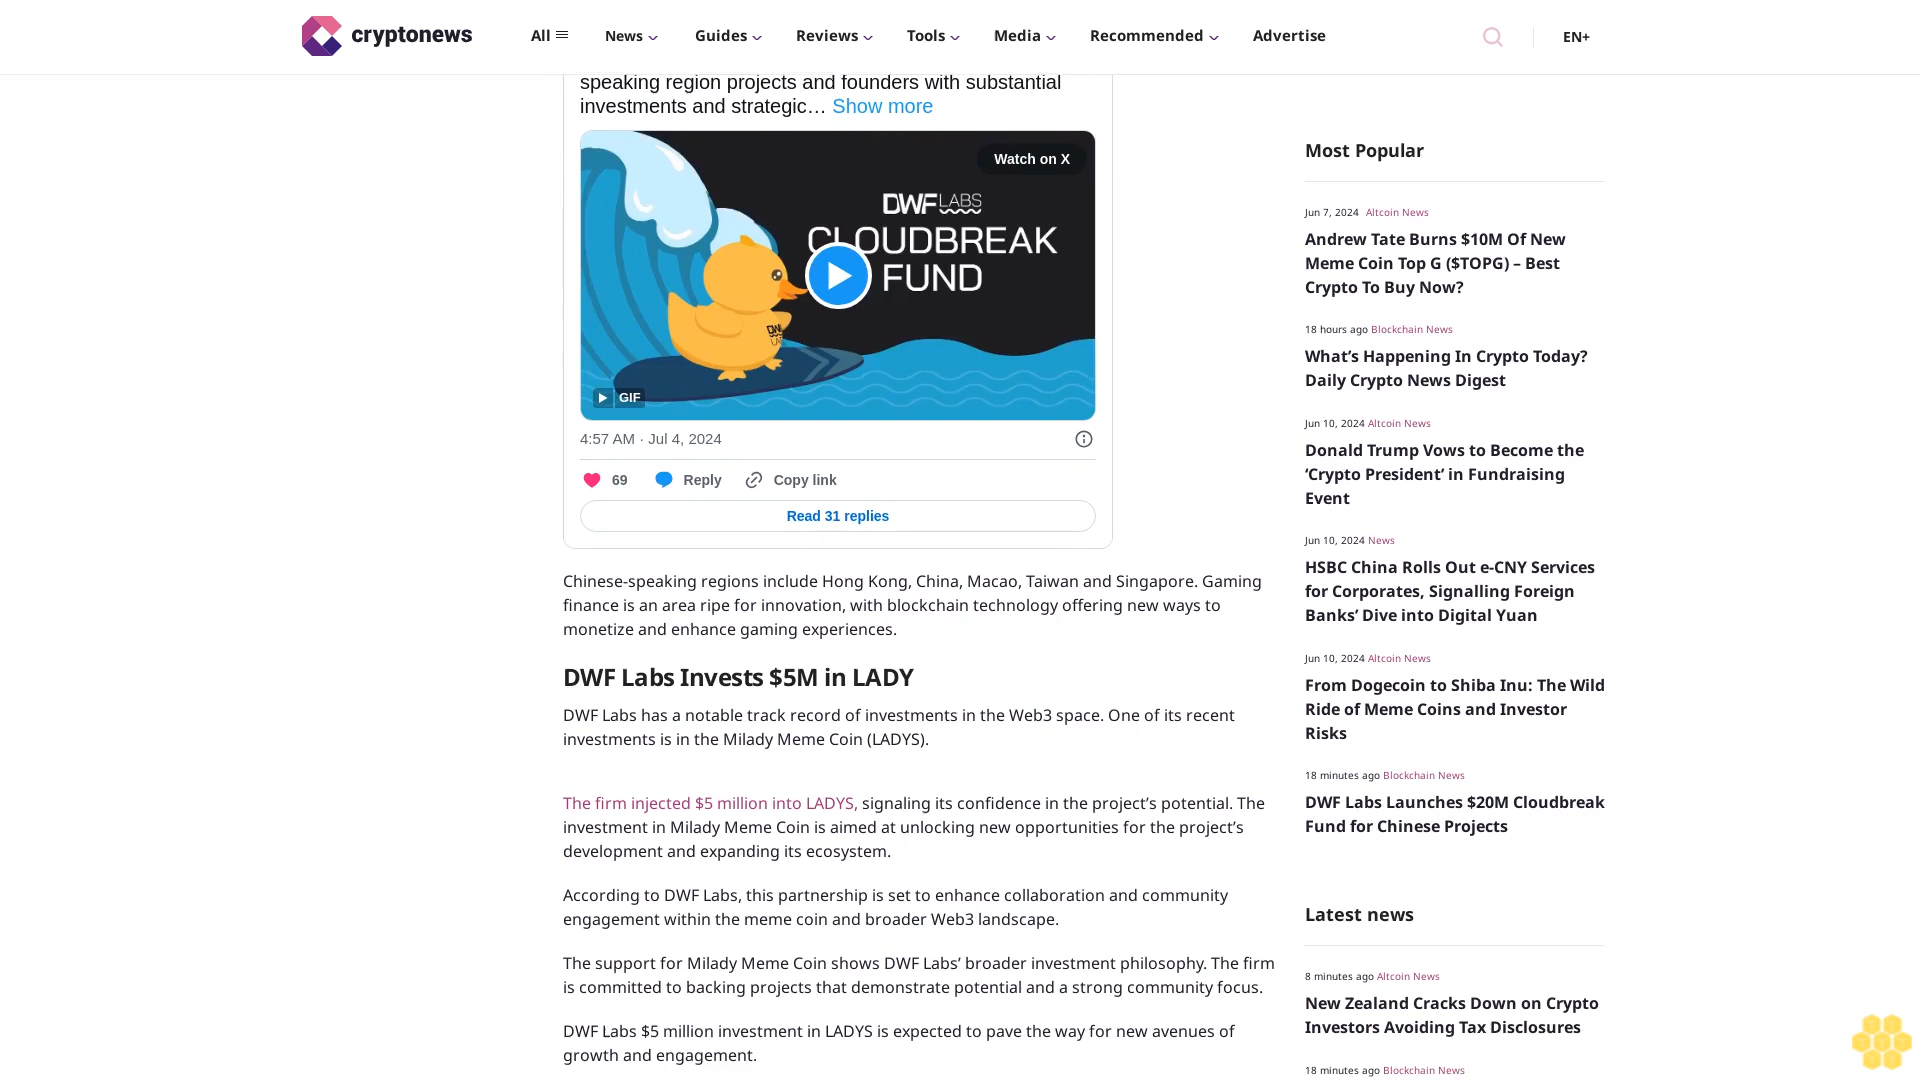 cryptonews
All
News
Guides
Reviews
Tools
Media
Recommended
Advertise
EN+
speaking region projects and founders with substantial
investments and strategic… Show more
Watch on X
DWF LABS
CLOUDBREAK
FUND
DWF
LABS
GIF
4:57 AM · Jul 4, 2024
69
Reply
Copy link
Read 31 replies
Chinese-speaking regions include Hong Kong, China, Macao, Taiwan and Singapore. Gaming
finance is an area ripe for innovation, with blockchain technology offering new ways to
monetize and enhance gaming experiences.
DWF Labs Invests $5M in LADY
DWF Labs has a notable track record of investments in the Web3 space. One of its recent
investments is in the Milady Meme Coin (LADYS).
The firm injected $5 million into LADYS, signaling its confidence in the project’s potential. The
investment in Milady Meme Coin is aimed at unlocking new opportunities for the project’s
development and expanding its ecosystem.
According to DWF Labs, this partnership is set to enhance collaboration and community
engagement within the meme coin and broader Web3 landscape.
The support for Milady Meme Coin shows DWF Labs’ broader investment philosophy. The firm
is committed to backing projects that demonstrate potential and a strong community focus.
DWF Labs $5 million investment in LADYS is expected to pave the way for new avenues of
growth and engagement.
Most Popular
Jun 7, 2024 Altcoin News
Andrew Tate Burns $10M Of New
Meme Coin Top G ($TOPG) – Best
Crypto To Buy Now?
18 hours ago Blockchain News
What’s Happening In Crypto Today?
Daily Crypto News Digest
Jun 10, 2024 Altcoin News
Donald Trump Vows to Become the
‘Crypto President’ in Fundraising
Event
Jun 10, 2024 News
HSBC China Rolls Out e-CNY Services
for Corporates, Signalling Foreign
Banks’ Dive into Digital Yuan
Jun 10, 2024 Altcoin News
From Dogecoin to Shiba Inu: The Wild
Ride of Meme Coins and Investor
Risks
18 minutes ago Blockchain News
DWF Labs Launches $20M Cloudbreak
Fund for Chinese Projects
Latest news
8 minutes ago Altcoin News
New Zealand Cracks Down on Crypto
Investors Avoiding Tax Disclosures
18 minutes ago Blockchain News